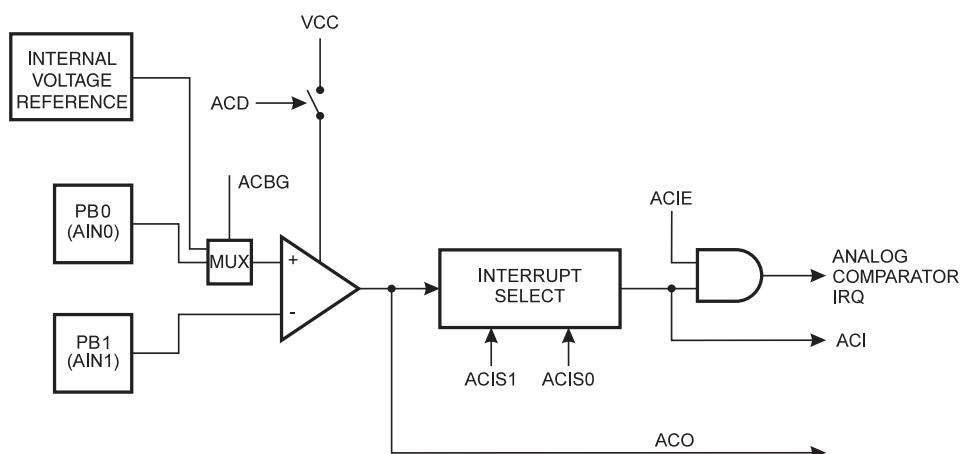 VCC
INTERNAL
VOLTAGE
REFERENCE
ACD
ACBG
PB0
(AIN0)
MUX
+
-
PB1
(AIN1)
INTERRUPT
SELECT
ACIS1
ACIS0
ACIE
ANALOG
COMPARATOR
IRQ
ACI
ACO